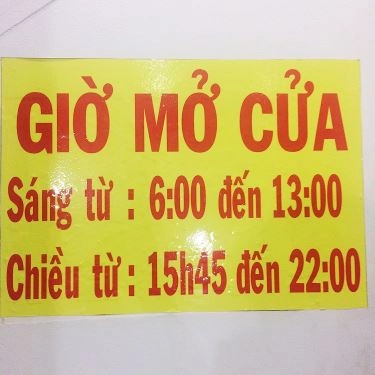 GIỜ MỞ CỬA
Sáng từ : 6:00 đến 13:00
Chiều từ : 15h45 đến 22:00